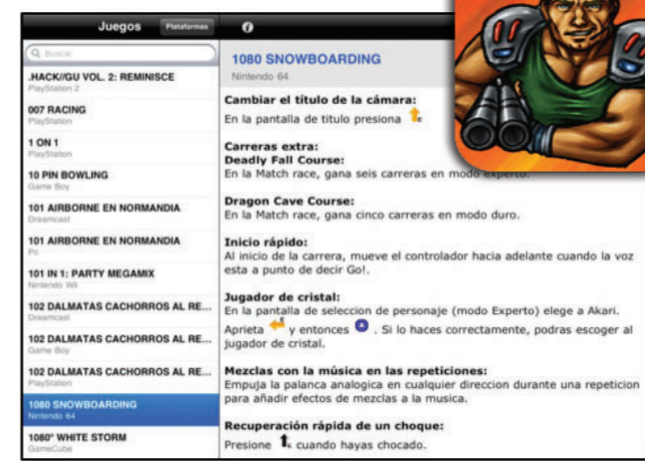 Juegos
Plataformas
Buscar
.HACK//GU VOL. 2: REMINISCE
PlayStation 2
007 RACING
PlayStation
1 ON 1
PlayStation
10 PIN BOWLING
Game Boy
101 AIRBORNE EN NORMANDIA
Dreamcast
101 AIRBORNE EN NORMANDIA
Pc
101 IN 1: PARTY MEGAMIX
Nintendo Wii
102 DALMATAS CACHORROS AL RE...
Dreamcast
102 DALMATAS CACHORROS AL RE...
Game Boy
102 DALMATAS CACHORROS AL RE...
PlayStation
1080 SNOWBOARDING
Nintendo 64
1080° WHITE STORM
GameCube
1080 SNOWBOARDING
Nintendo 64
Cambiar el título de la cámara:
En la pantalla de titulo presiona
Carreras extra:
Deadly Fall Course:
En la Match race, gana seis carreras en modo experto.
Dragon Cave Course:
En la Match race, gana cinco carreras en modo duro.
Inicio rápido:
Al inicio de la carrera, mueve el controlador hacia adelante cuando la voz
esta a punto de decir Go!.
Jugador de cristal:
En la pantalla de seleccion de personaje (modo Experto) elege a Akari.
Aprieta y entonces . Si lo haces correctamente, podras escoger al
jugador de cristal.
Mezclas con la música en las repeticiones:
Empuja la palanca analogica en cualquier direccion durante una repeticion
para añadir efectos de mezclas a la musica.
Recuperación rápida de un choque:
Presione cuando hayas chocado.